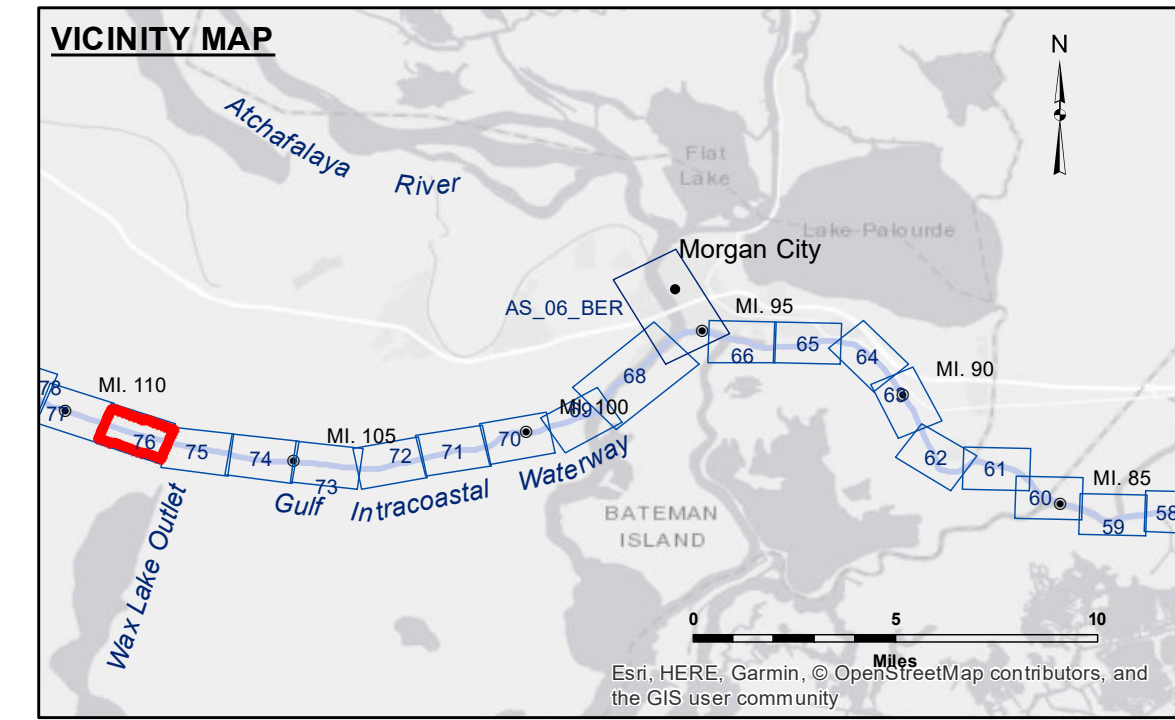 VICINITY MAP
N
Atchafalaya
River
Flat
Lake
Lake Palourde
Morgan City
AS_06_BER
MI. 95
66
65
64
MI. 90
68
MI. 110
78
77
76
75
74
MI. 105
73
72
71
70
MI. 100
62
61
60
MI. 85
59
58
Gulf
Intracoastal
Waterway
Wax Lake Outlet
BATEMAN
ISLAND
0
5
10
Miles
Esri, HERE, Garmin, © OpenStreetMap contributors, and
the GIS user community